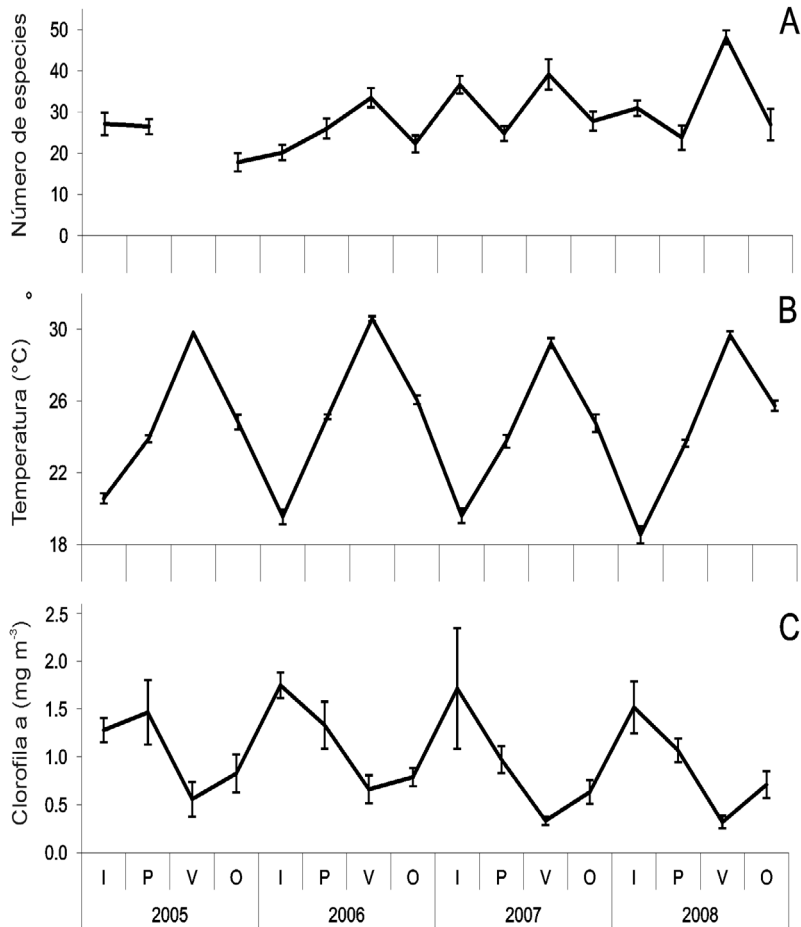 A
Número de especies
50
40
30
20
10
0
B
Temperatura (°C)
°
30
26
22
18
C
Clorofila a (mg m-3)
2.5
2.0
1.5
1.0
0.5
0.0
I P V O I P V O I P V O I P V O
2005 2006 2007 2008